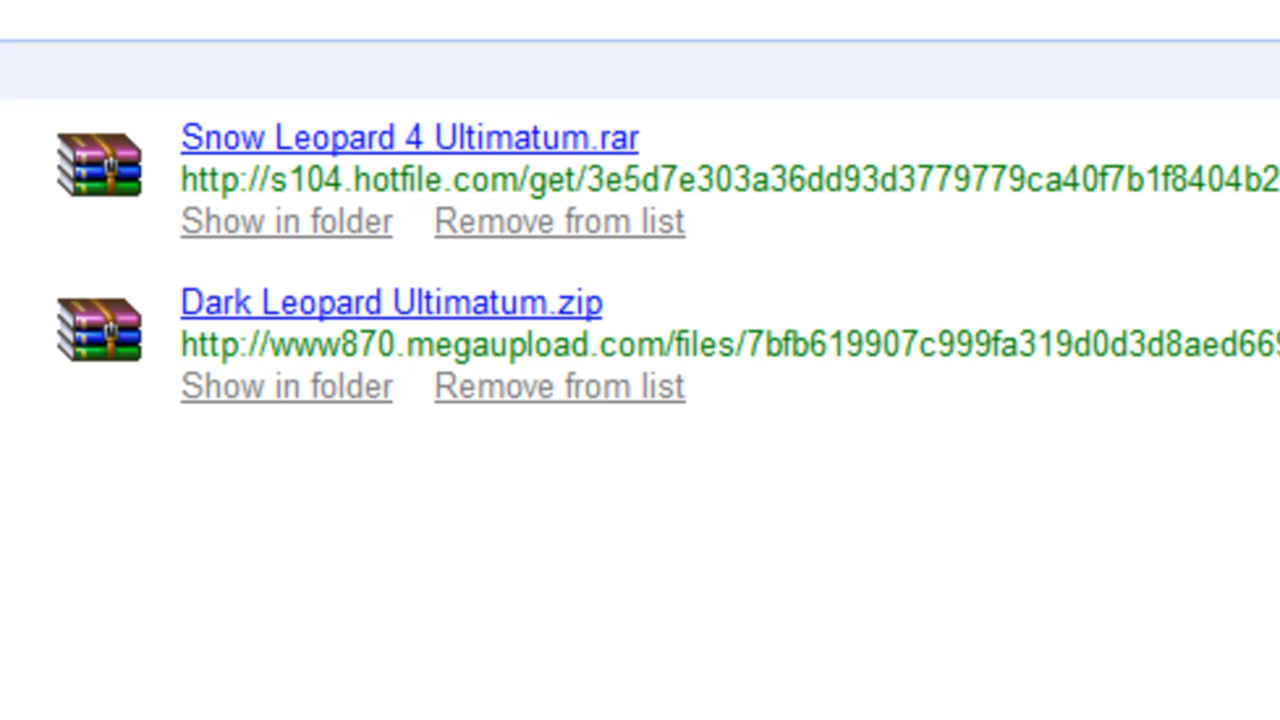 Snow Leopard 4 Ultimatum.rar
http://s104.hotfile.com/get/3e5d7e303a36dd93d3779779ca40f7b1f8404b2
Show in folder Remove from list
Dark Leopard Ultimatum.zip
http://www870.megaupload.com/files/7bfb619907c999fa319d0d3d8aed669
Show in folder Remove from list